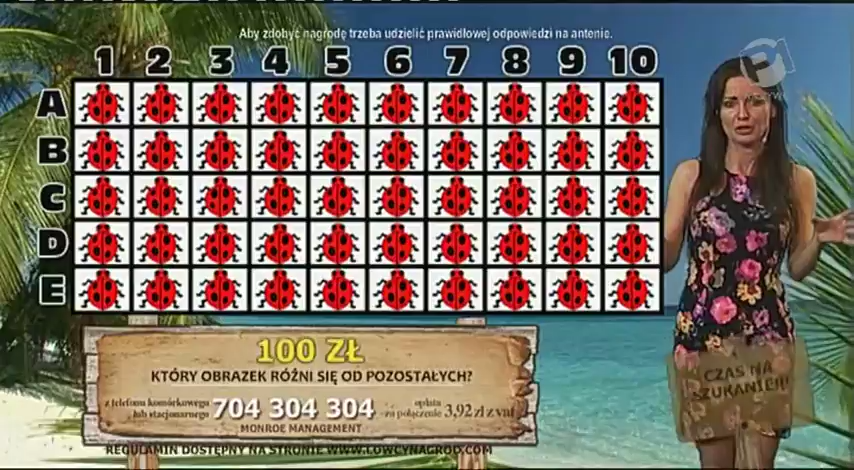 Aby zdobyć nagrodę trzeba udzielić prawidłowej odpowiedzi na antenie.
1 2 3 4 5 6 7 8 9 10
A
B
C
D
E
100 ZŁ
KTÓRY OBRAZEK RÓŻNI SIĘ OD POZOSTAŁYCH?
z telefonu komórkowego
lub stacjonarnego 704 304 304 opłata
za połączenie 3,92 zł z vat
MONROE MANAGEMENT
REGULAMIN DOSTĘPNY NA STRONIE WWW.LOWCYNAGROD.COM
CZAS NA
SZUKANIE!!!